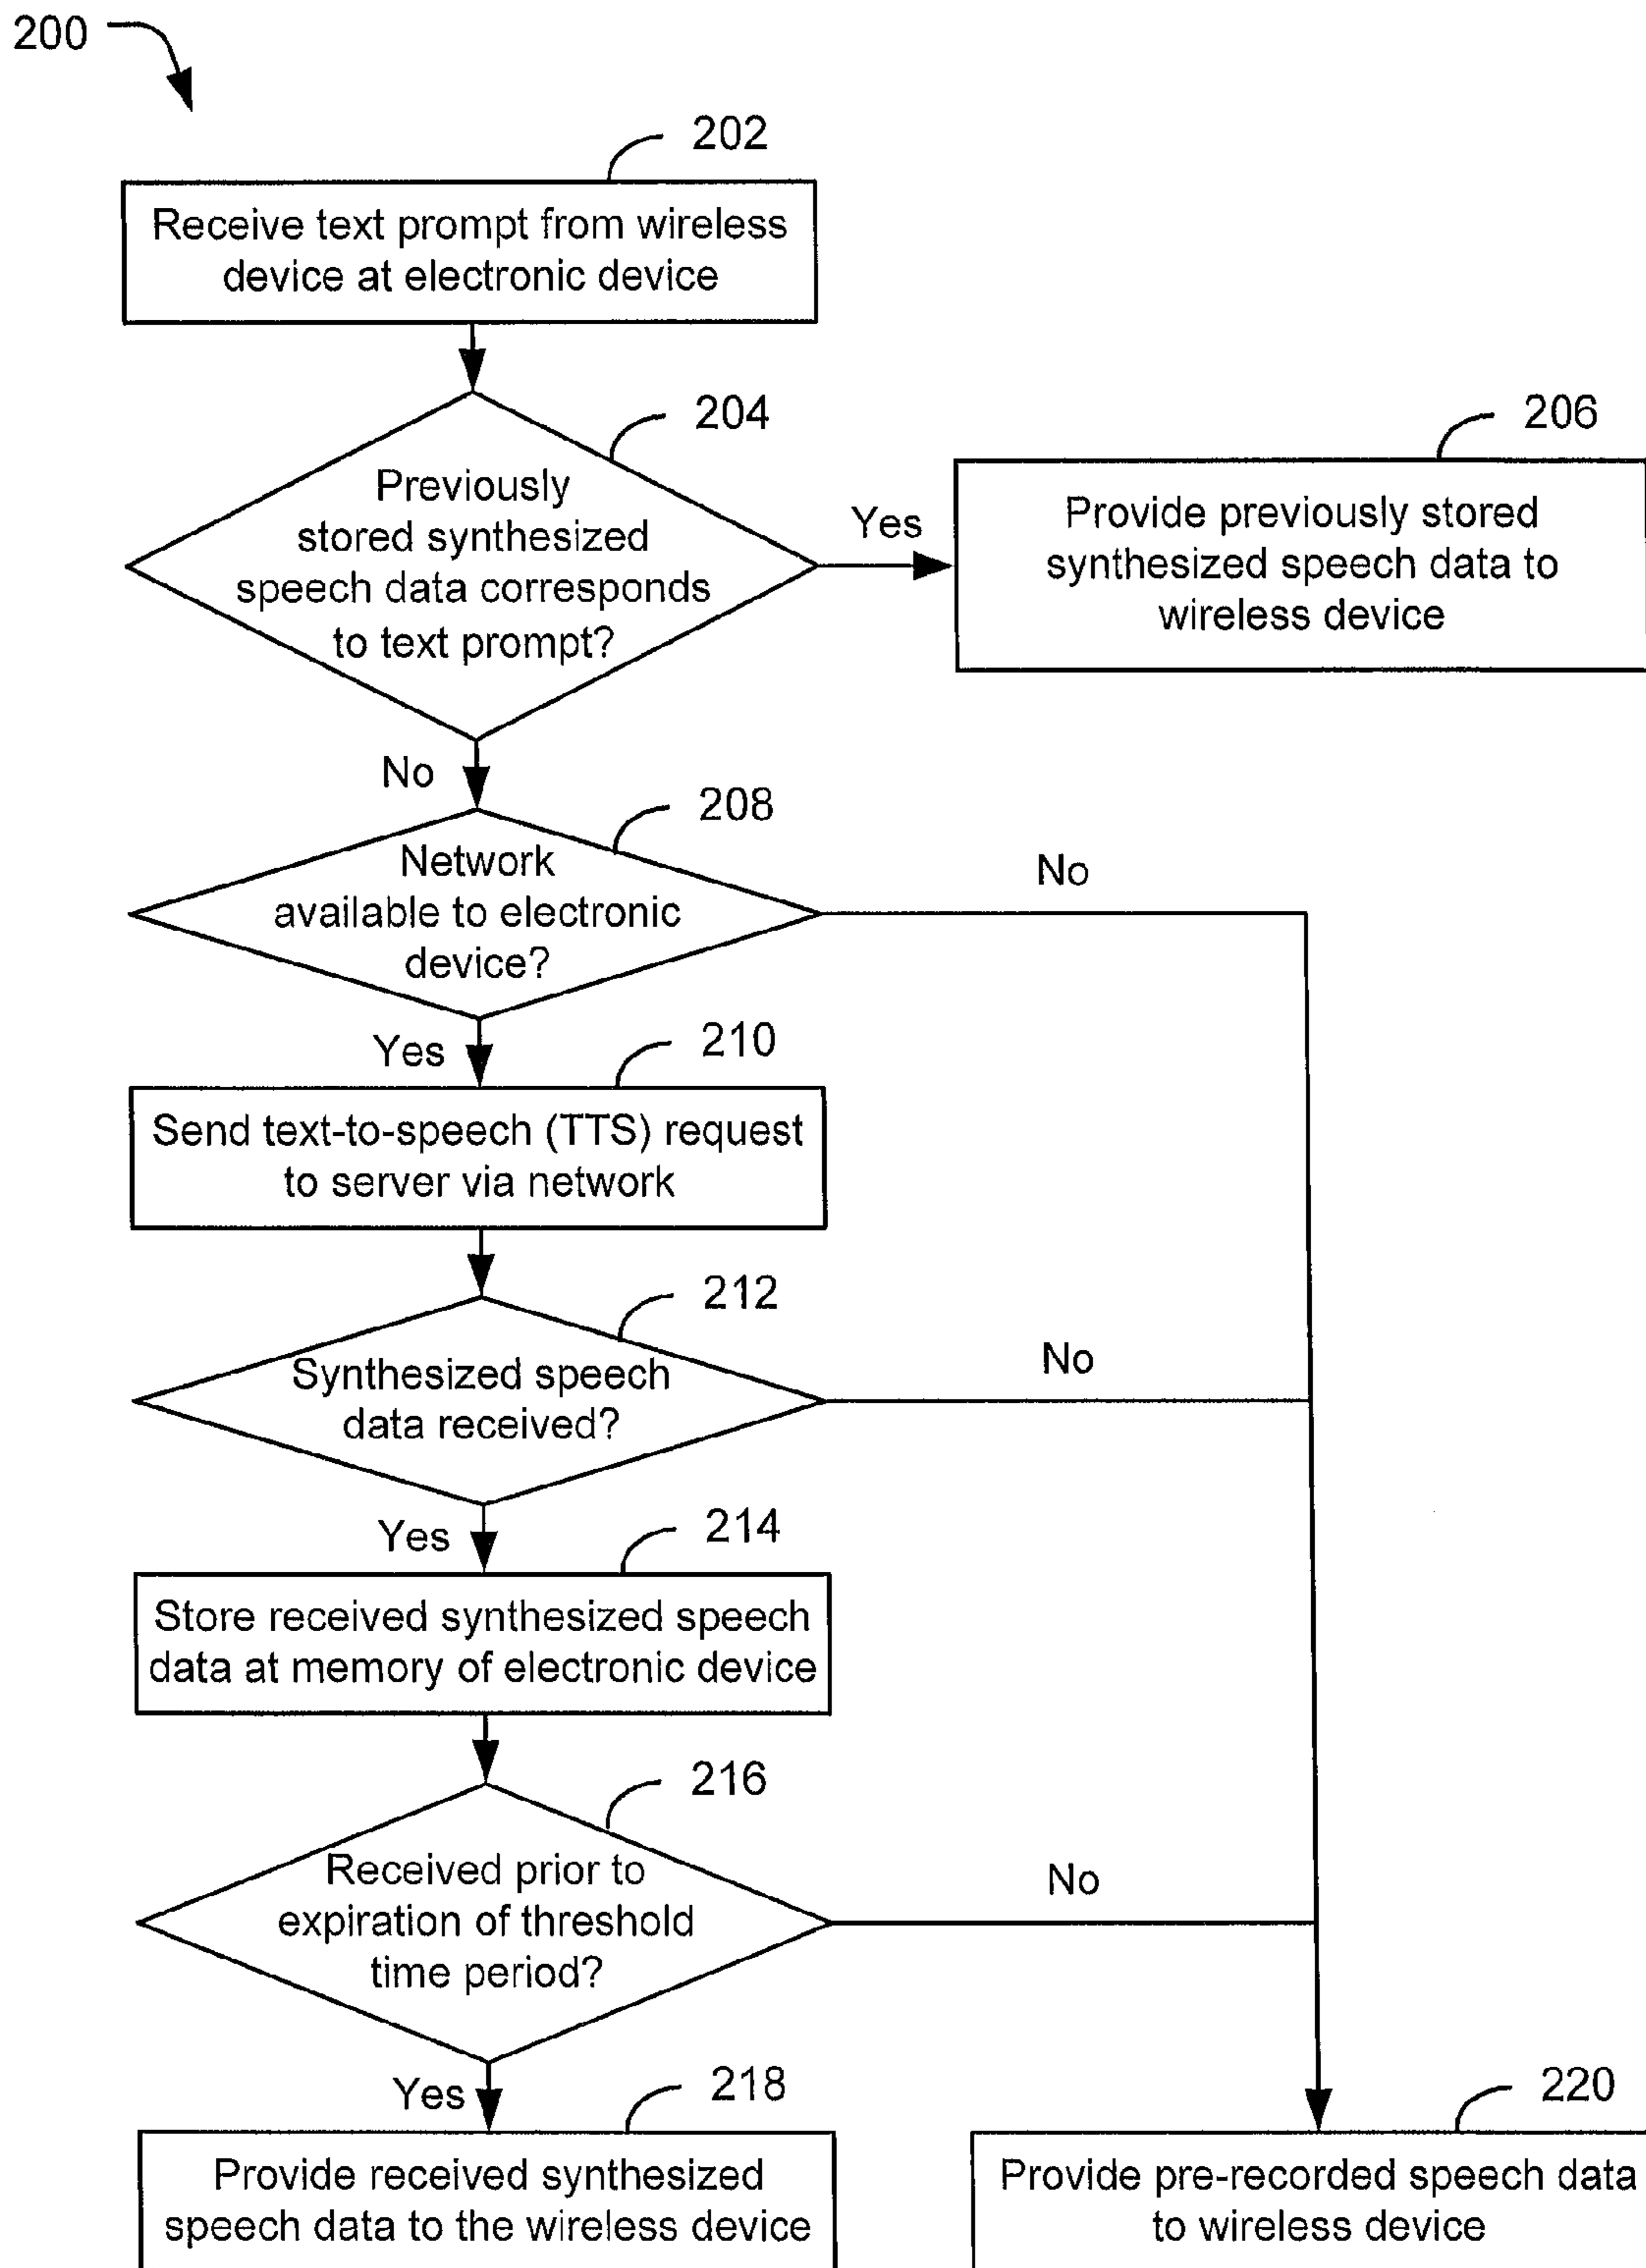 200
202
Receive text prompt from wireless
device at electronic device
204
Previously
stored synthesized
speech data corresponds
to text prompt?
Yes
206
Provide previously stored
synthesized speech data to
wireless device
No
208
Network
available to electronic
device?
No
Yes
210
Send text-to-speech (TTS) request
to server via network
212
Synthesized speech
data received?
No
Yes
214
Store received synthesized speech
data at memory of electronic device
216
Received prior to
expiration of threshold
time period?
No
Yes
218
Provide received synthesized
speech data to the wireless device
220
Provide pre-recorded speech data
to wireless device